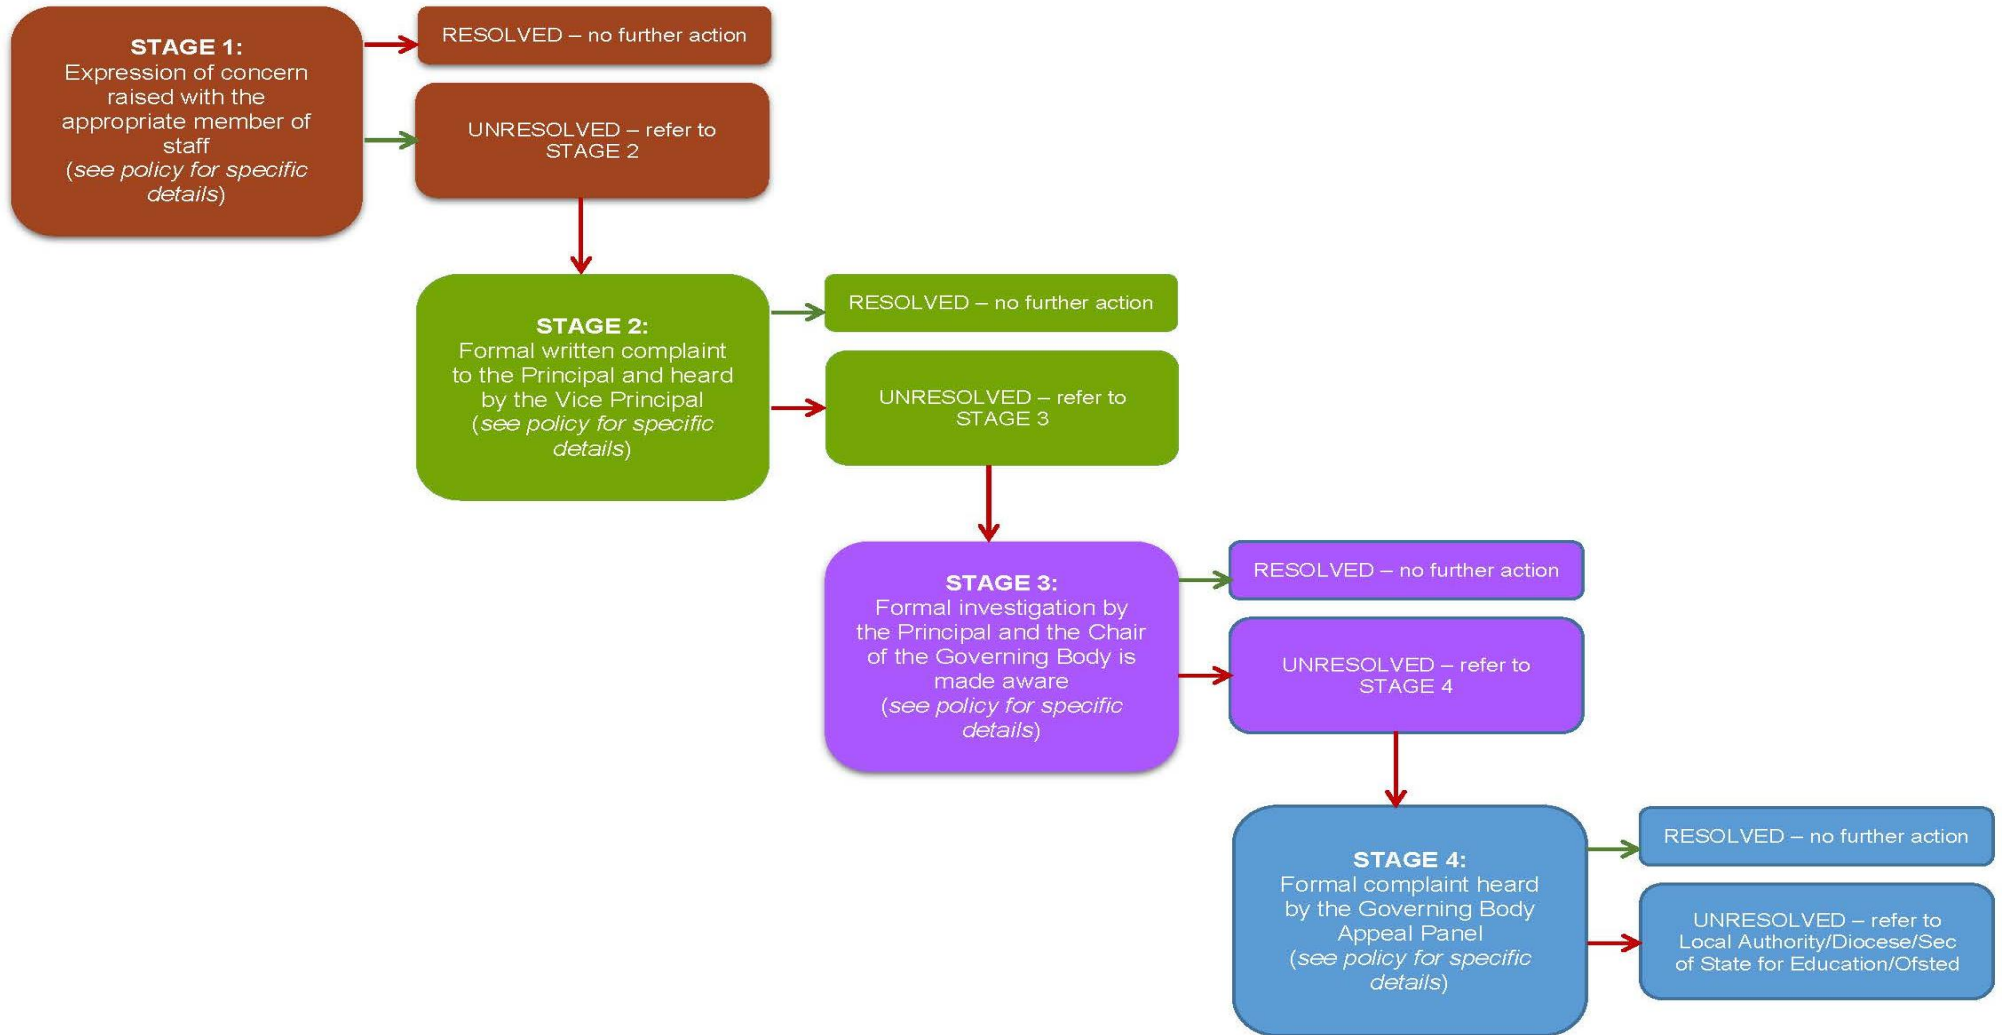 STAGE 1:
Expression of concern
raised with the
appropriate member of
staff
(see policy for specific
details)
RESOLVED – no further action
UNRESOLVED – refer to
STAGE 2
STAGE 2:
Formal written complaint
to the Principal and heard
by the Vice Principal
(see policy for specific
details)
RESOLVED – no further action
UNRESOLVED – refer to
STAGE 3
STAGE 3:
Formal investigation by
the Principal and the Chair
of the Governing Body is
made aware
(see policy for specific
details)
RESOLVED – no further action
UNRESOLVED – refer to
STAGE 4
STAGE 4:
Formal complaint heard
by the Governing Body
Appeal Panel
(see policy for specific
details)
RESOLVED – no further action
UNRESOLVED – refer to
Local Authority/Diocese/Sec
of State for Education/Ofsted